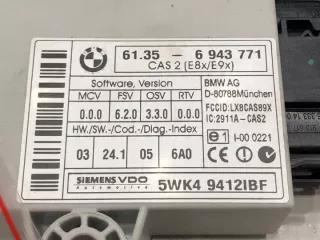 BMW
61.35 - 6 943 771
CAS 2 (E8x/E9x)
Software, Version
MCV FSV OSV RTV
0.0.0 6.2.0 3.3.0 0.0.0
HW.-/SW.-/Cod.-/Diag.-Index
03 24.1 05 6A0
BMW AG
D-80788München
FCCID:LX8CAS89X
IC:2911A-CAS2
I-00 0221
SIEMENS VDO
Automotive
5WK4 9412IBF